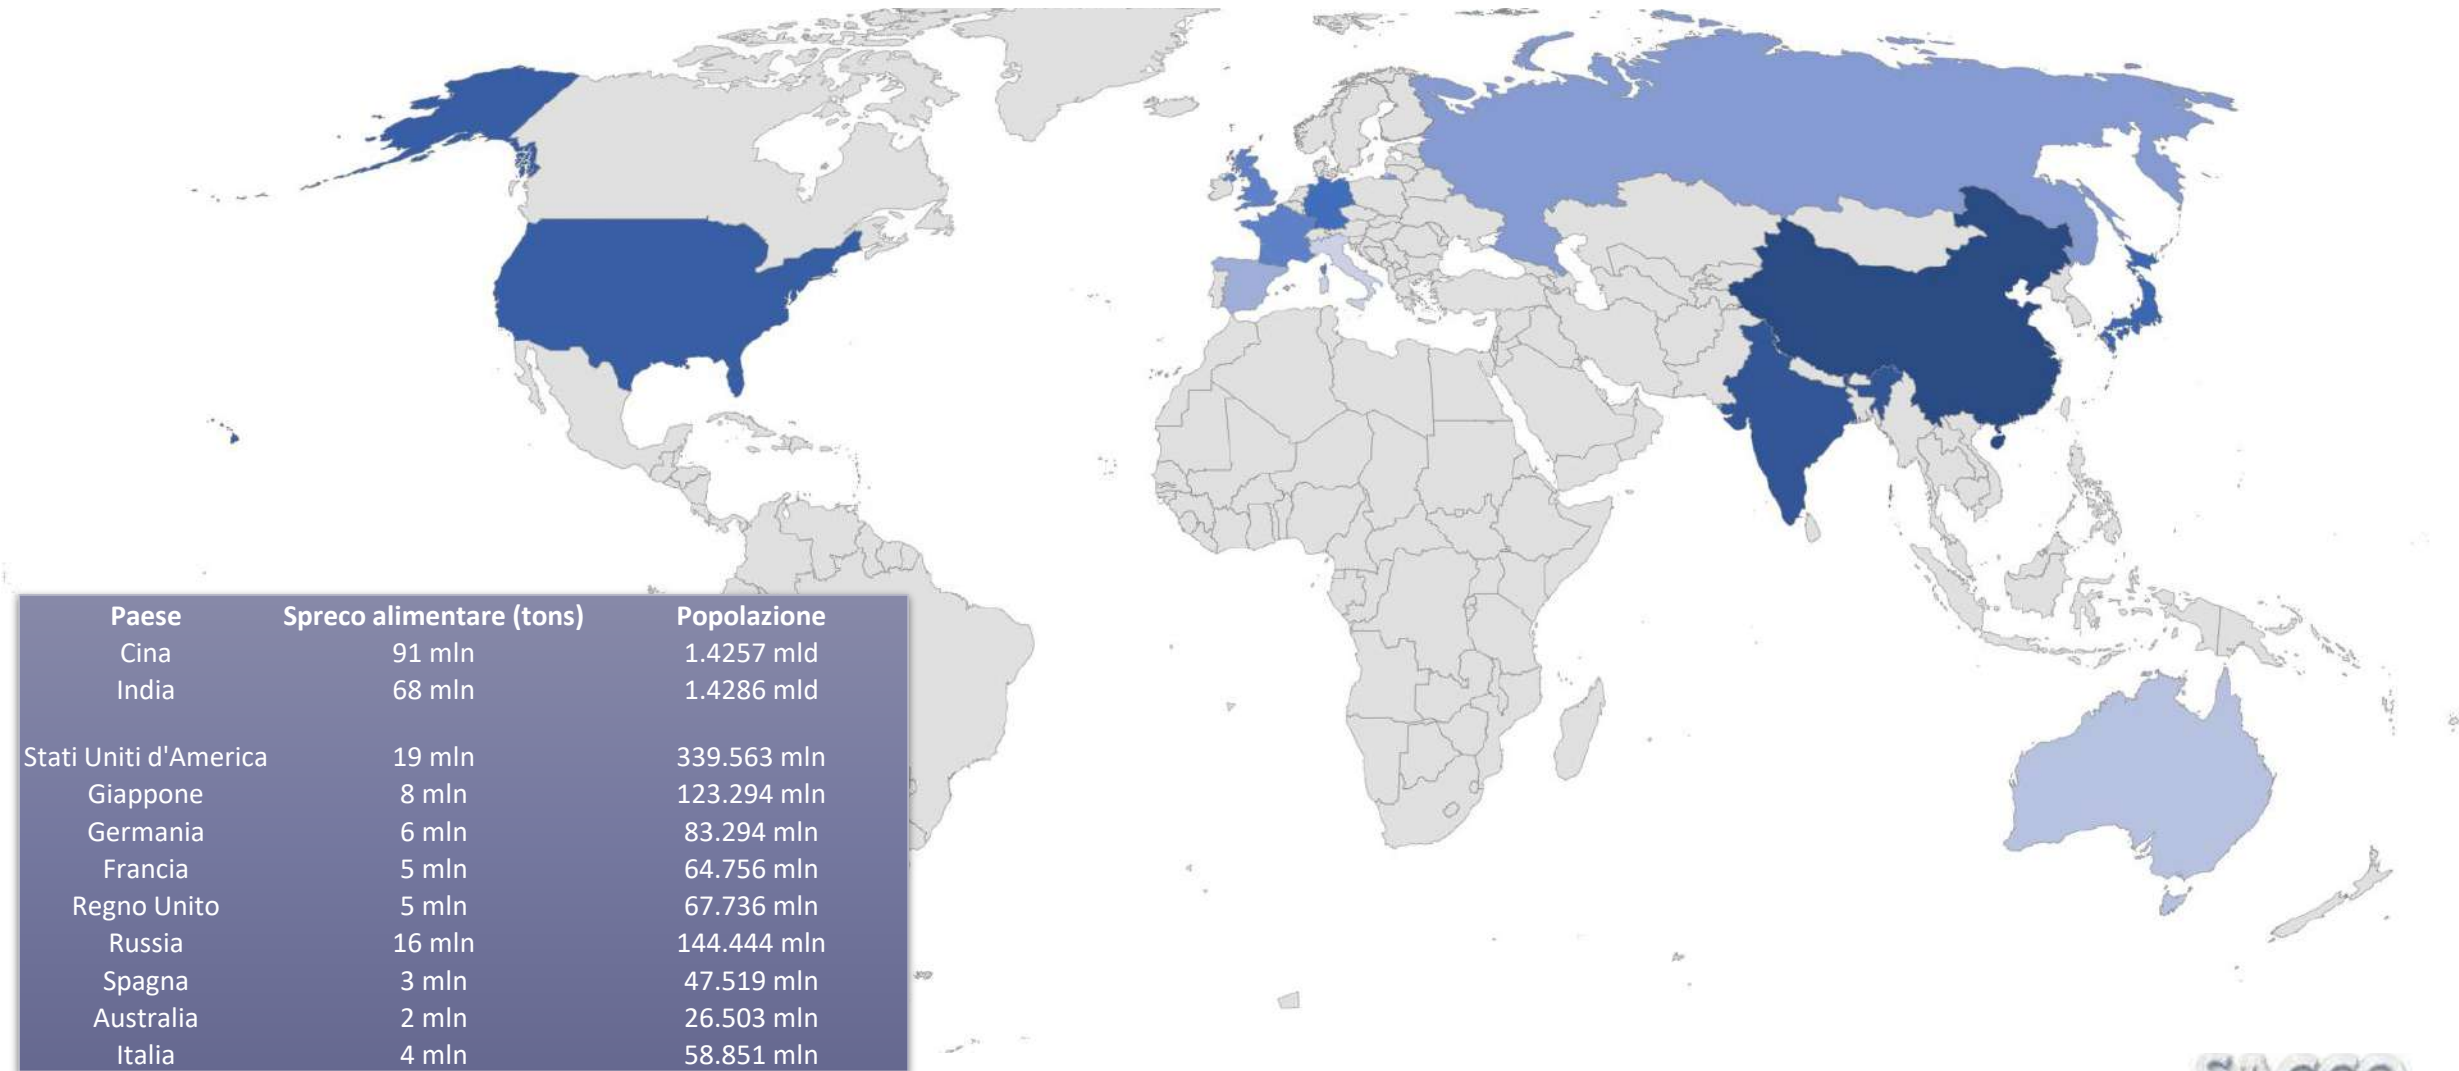 Paese Spreco alimentare (tons) Popolazione
Cina 91 mln 1.4257 mld
India 68 mln 1.4286 mld
Stati Uniti d'America 19 mln 339.563 mln
Giappone 8 mln 123.294 mln
Germania 6 mln 83.294 mln
Francia 5 mln 64.756 mln
Regno Unito 5 mln 67.736 mln
Russia 16 mln 144.444 mln
Spagna 3 mln 47.519 mln
Australia 2 mln 26.503 mln
Italia 4 mln 58.851 mln